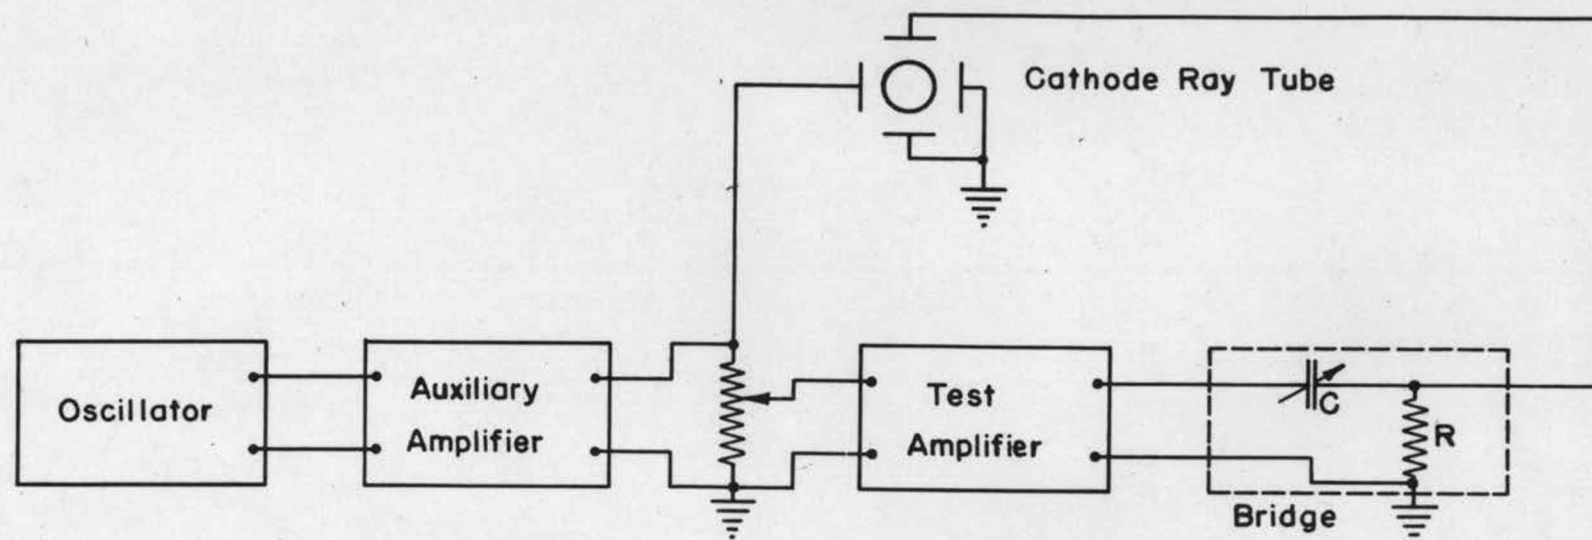 Cathode Ray Tube
Oscillator
Auxiliary
Amplifier
Test
Amplifier
C
R
Bridge